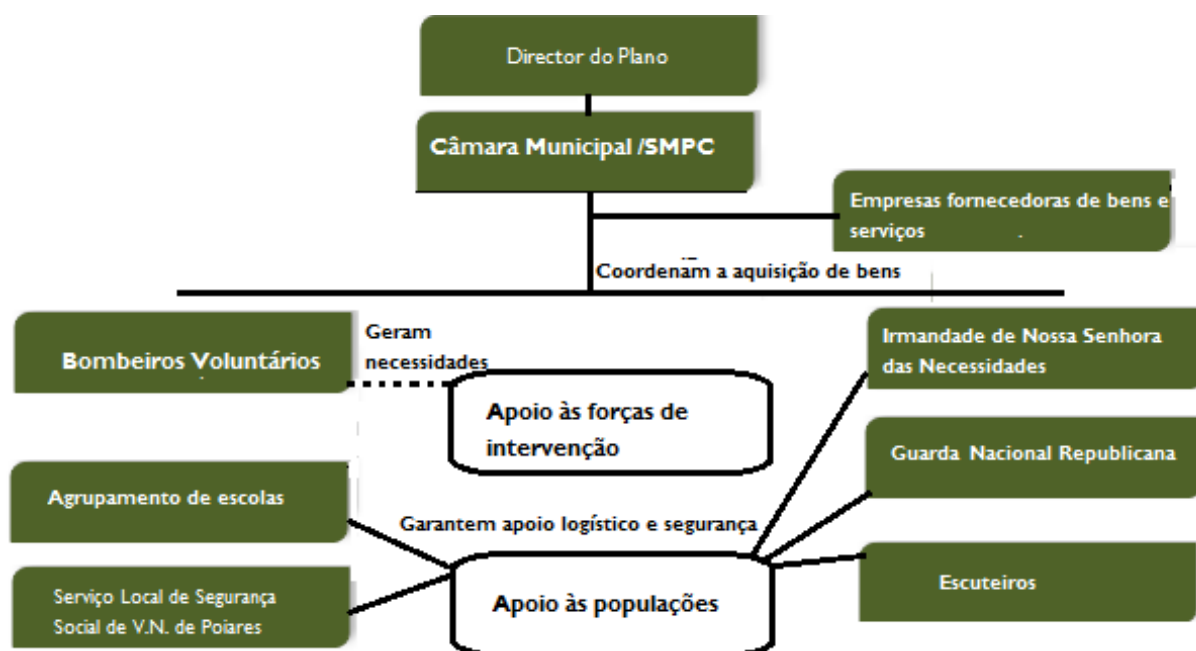 Director do Plano
Câmara Municipal /SMPC
Empresas fornecedoras de bens e
serviços .
Coordenam a aquisição de bens
Bombeiros Voluntários
Geram
necessidades
Irmandade de Nossa Senhora
das Necessidades
Apoio às forças de
intervenção
Guarda Nacional Republicana
Agrupamento de escolas
Garantem apoio logístico e segurança
Serviço Local de Segurança
Social de V.N. de Poiares
Apoio às populações
Escuteiros